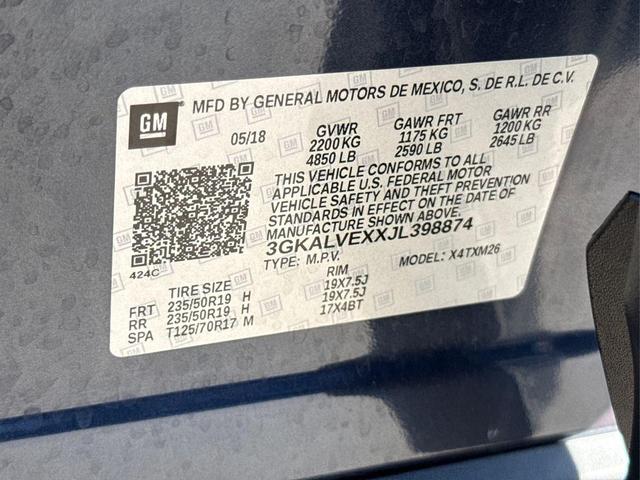 GM
MFD BY GENERAL MOTORS DE MEXICO, S. DE R.L. DE C.V.
05/18 GVWR GAWR FRT GAWR RR
2200 KG 1175 KG 1200 KG
4850 LB 2590 LB 2645 LB
THIS VEHICLE CONFORMS TO ALL
APPLICABLE U.S. FEDERAL MOTOR
VEHICLE SAFETY AND THEFT PREVENTION
STANDARDS IN EFFECT ON THE DATE OF
MANUFACTURE SHOWN ABOVE.
3GKALVEXXJL398874
424C
TYPE: M.P.V. MODEL: X4TXM26
TIRE SIZE RIM
FRT 235/50R19 H 19X7.5J
RR 235/50R19 H 19X7.5J
SPA T125/70R17 M 17X4BT